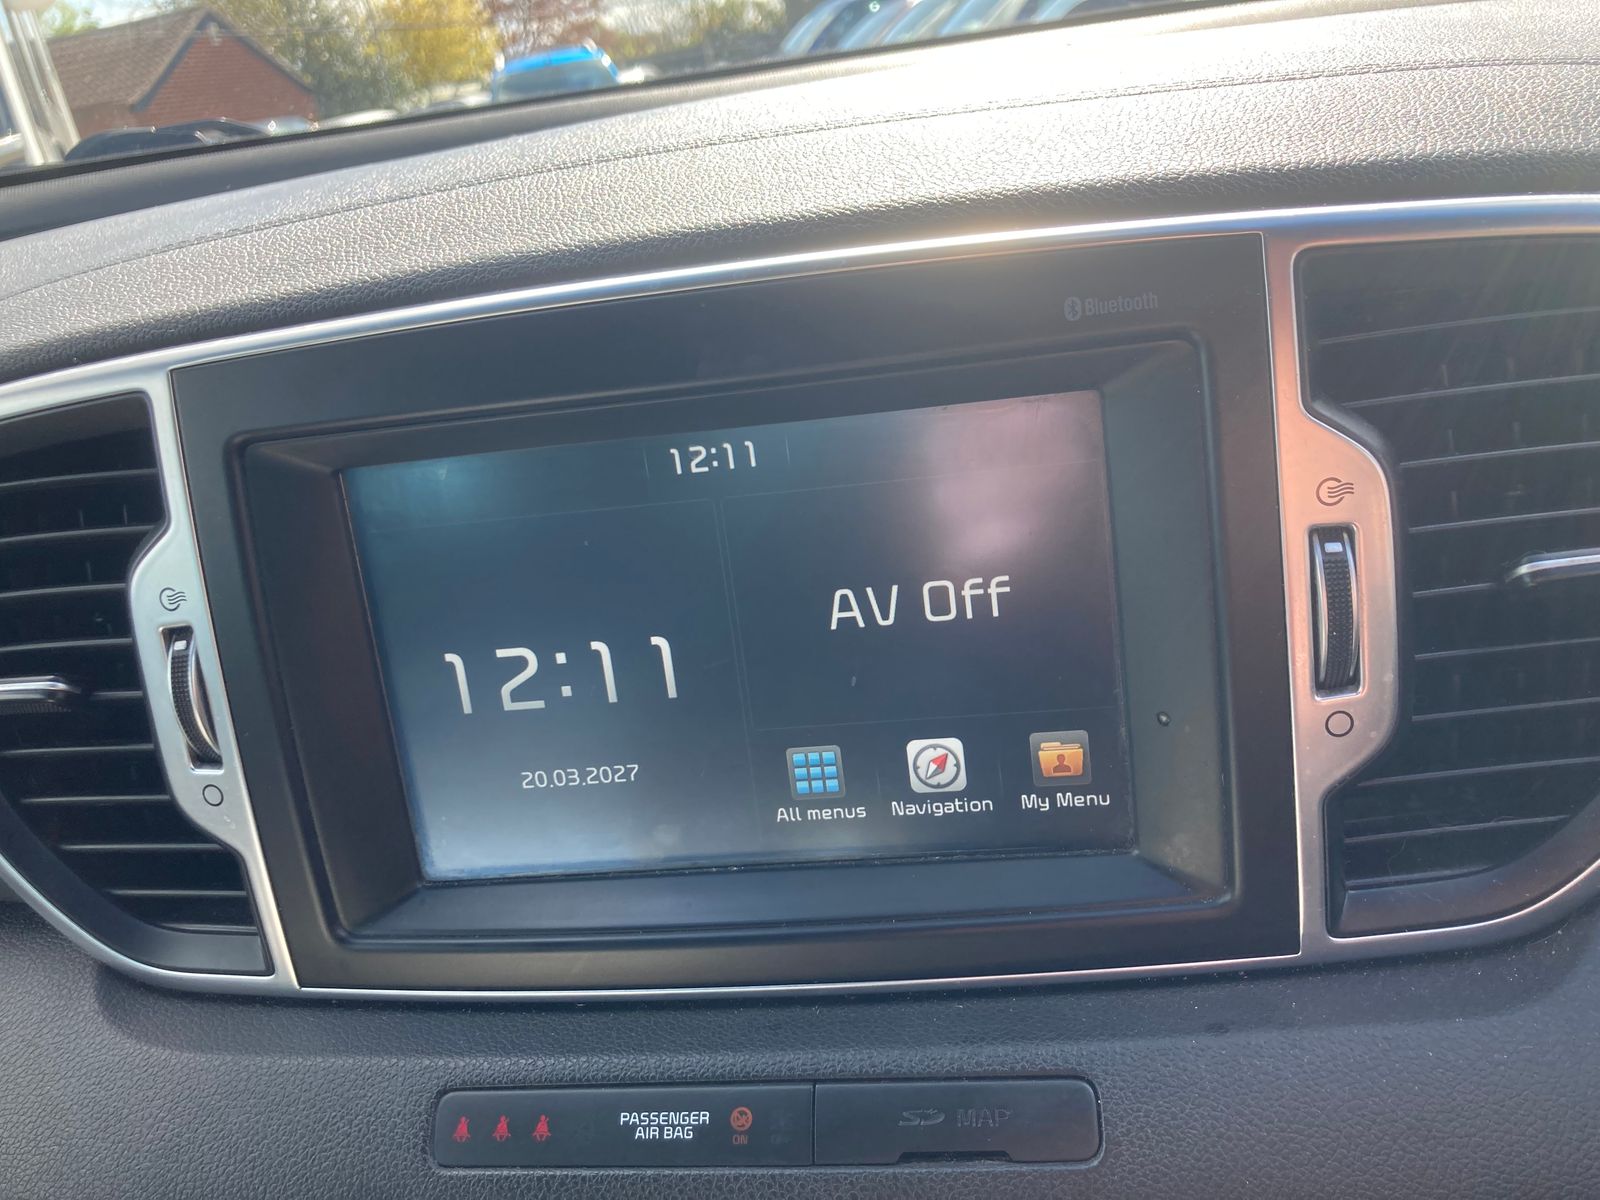 Bluetooth
12:11
12:11
AV Off
20.03.2027
All menus
Navigation
My Menu
PASSENGER
AIR BAG
ON
SD MAP